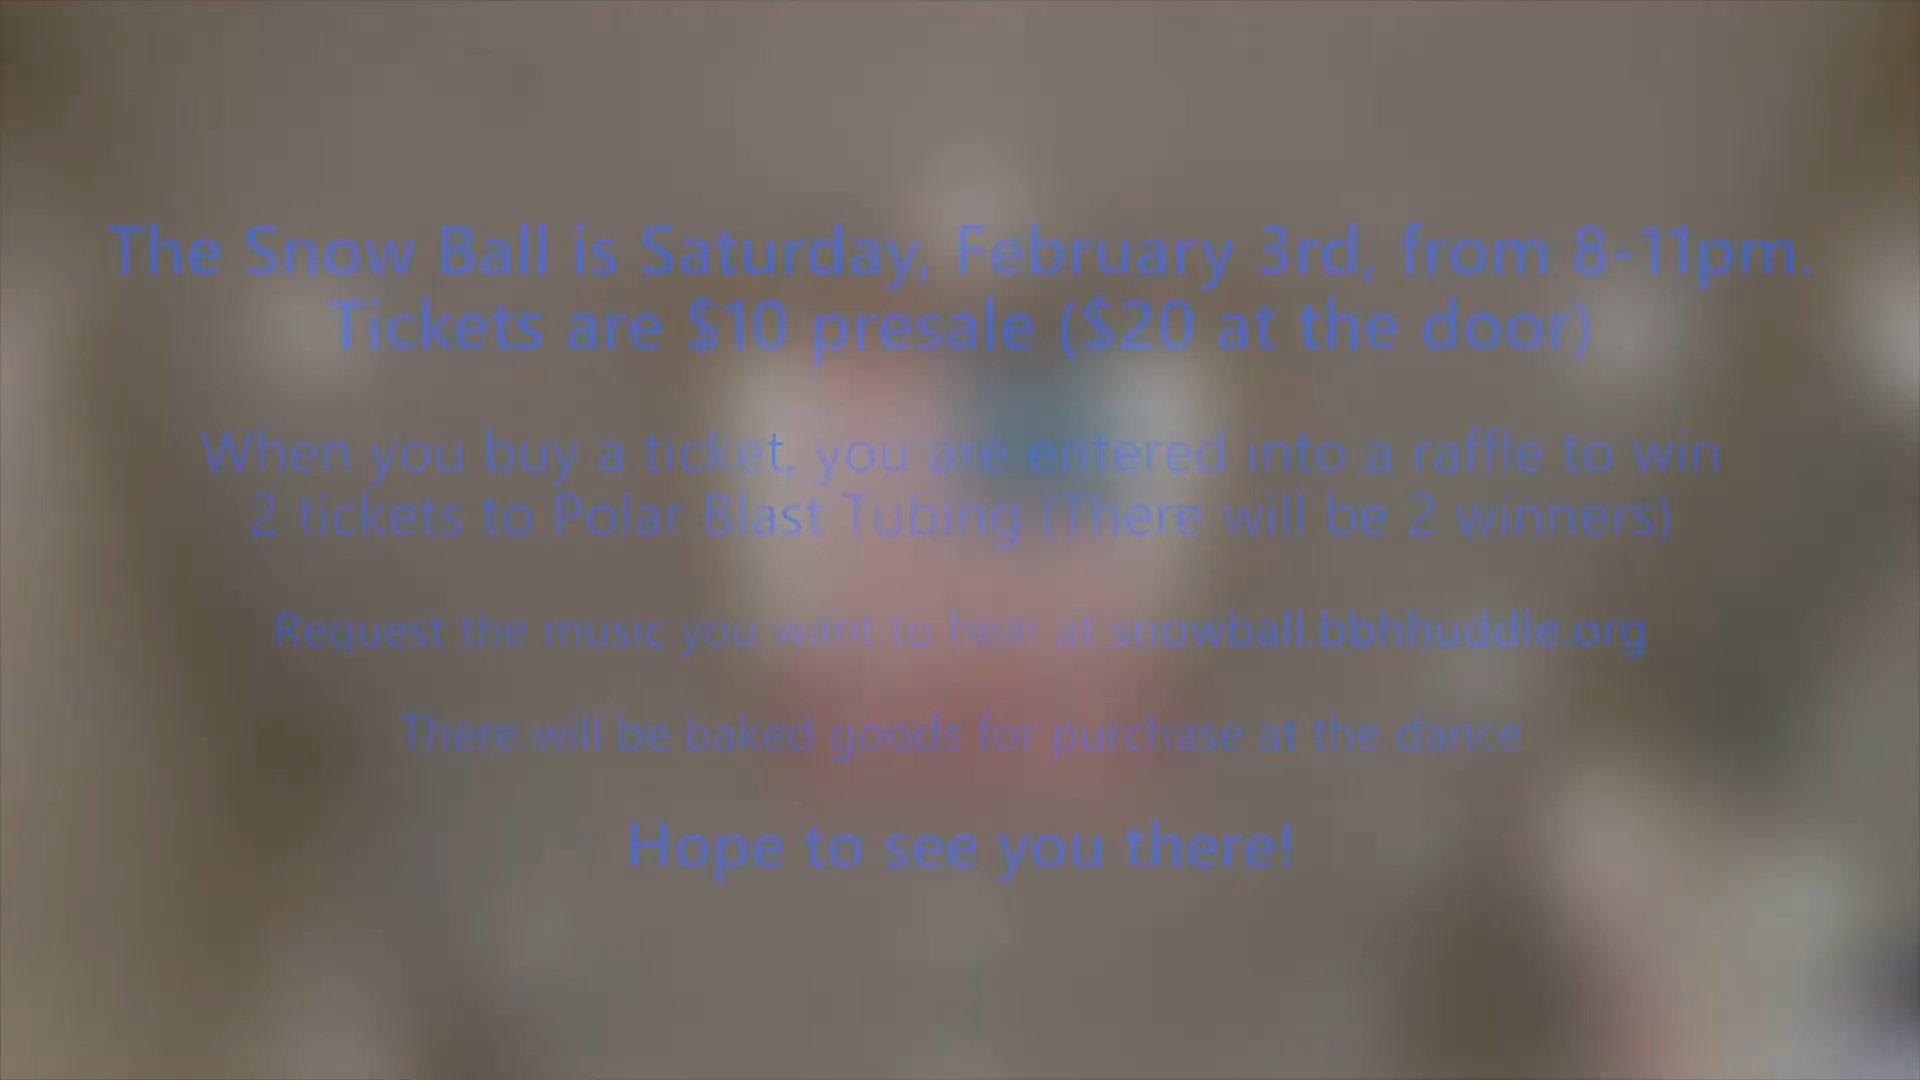 The Snow Ball is Saturday, February 3rd, from 8-11pm.
Tickets are $10 presale ($20 at the door)
When you buy a ticket, you are entered into a raffle to win
2 tickets to Polar Blast Tubing (There will be 2 winners)
Request the music you want to hear at snowball.bbhhuddle.org
There will be baked goods for purchase at the dance
Hope to see you there!